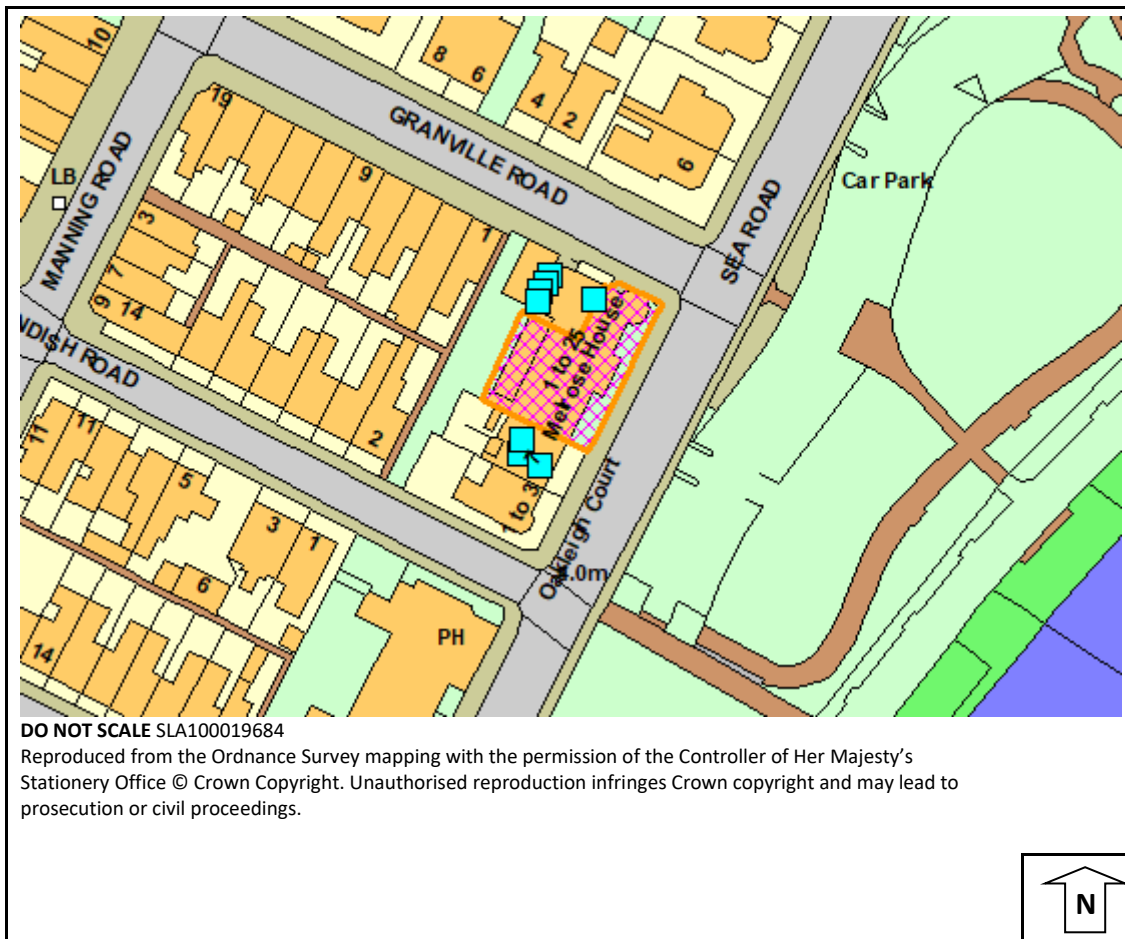 10
8
6
4
2
6
19
GRANVILLE ROAD
9
1
LB
MANNING ROAD
Car Park
SEA ROAD
3
7
9
14
NDISH ROAD
2
1 to 25
Melrose House
11
11
5
3
1
6
14
1 to 3
Oakleigh Court
.0m
PH
DO NOT SCALE SLA100019684
Reproduced from the Ordnance Survey mapping with the permission of the Controller of Her Majesty’s
Stationery Office © Crown Copyright. Unauthorised reproduction infringes Crown copyright and may lead to
prosecution or civil proceedings.
N